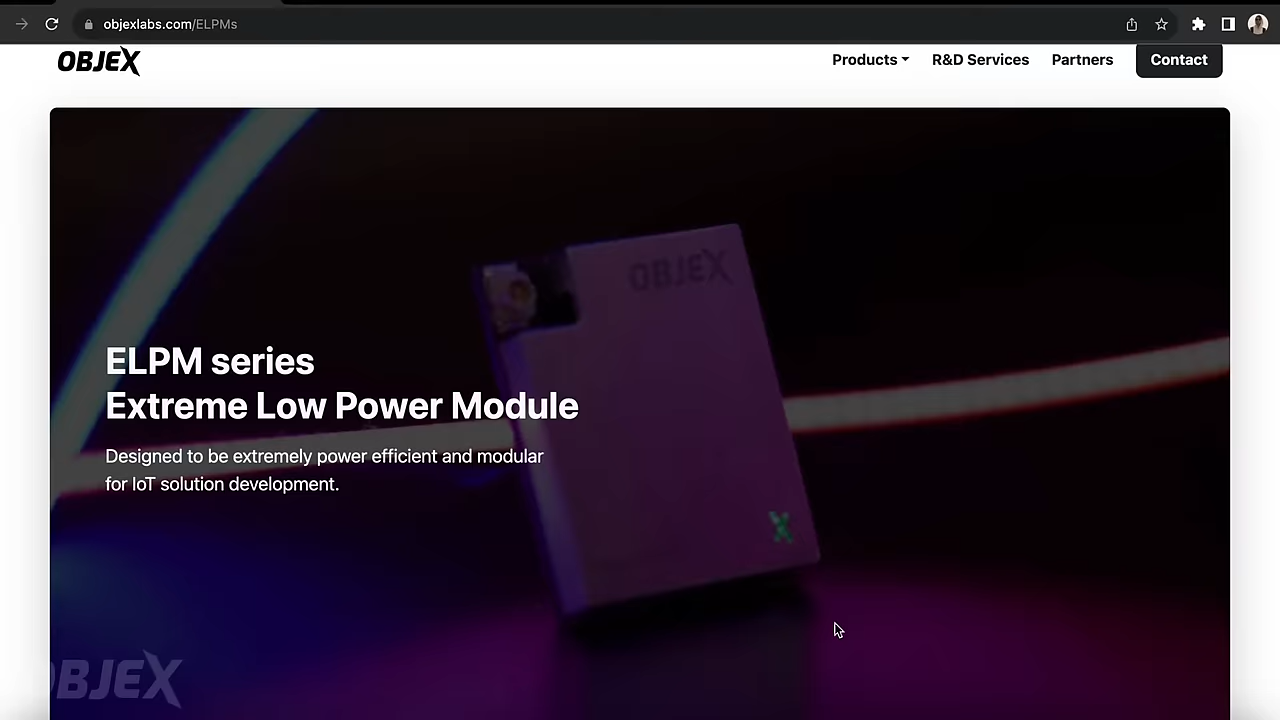 objexlabs.com/ELPMs
OBJEX
Products
R&D Services
Partners
Contact
OBJEX
ELPM series
Extreme Low Power Module
Designed to be extremely power efficient and modular
for IoT solution development.
X
OBJEX